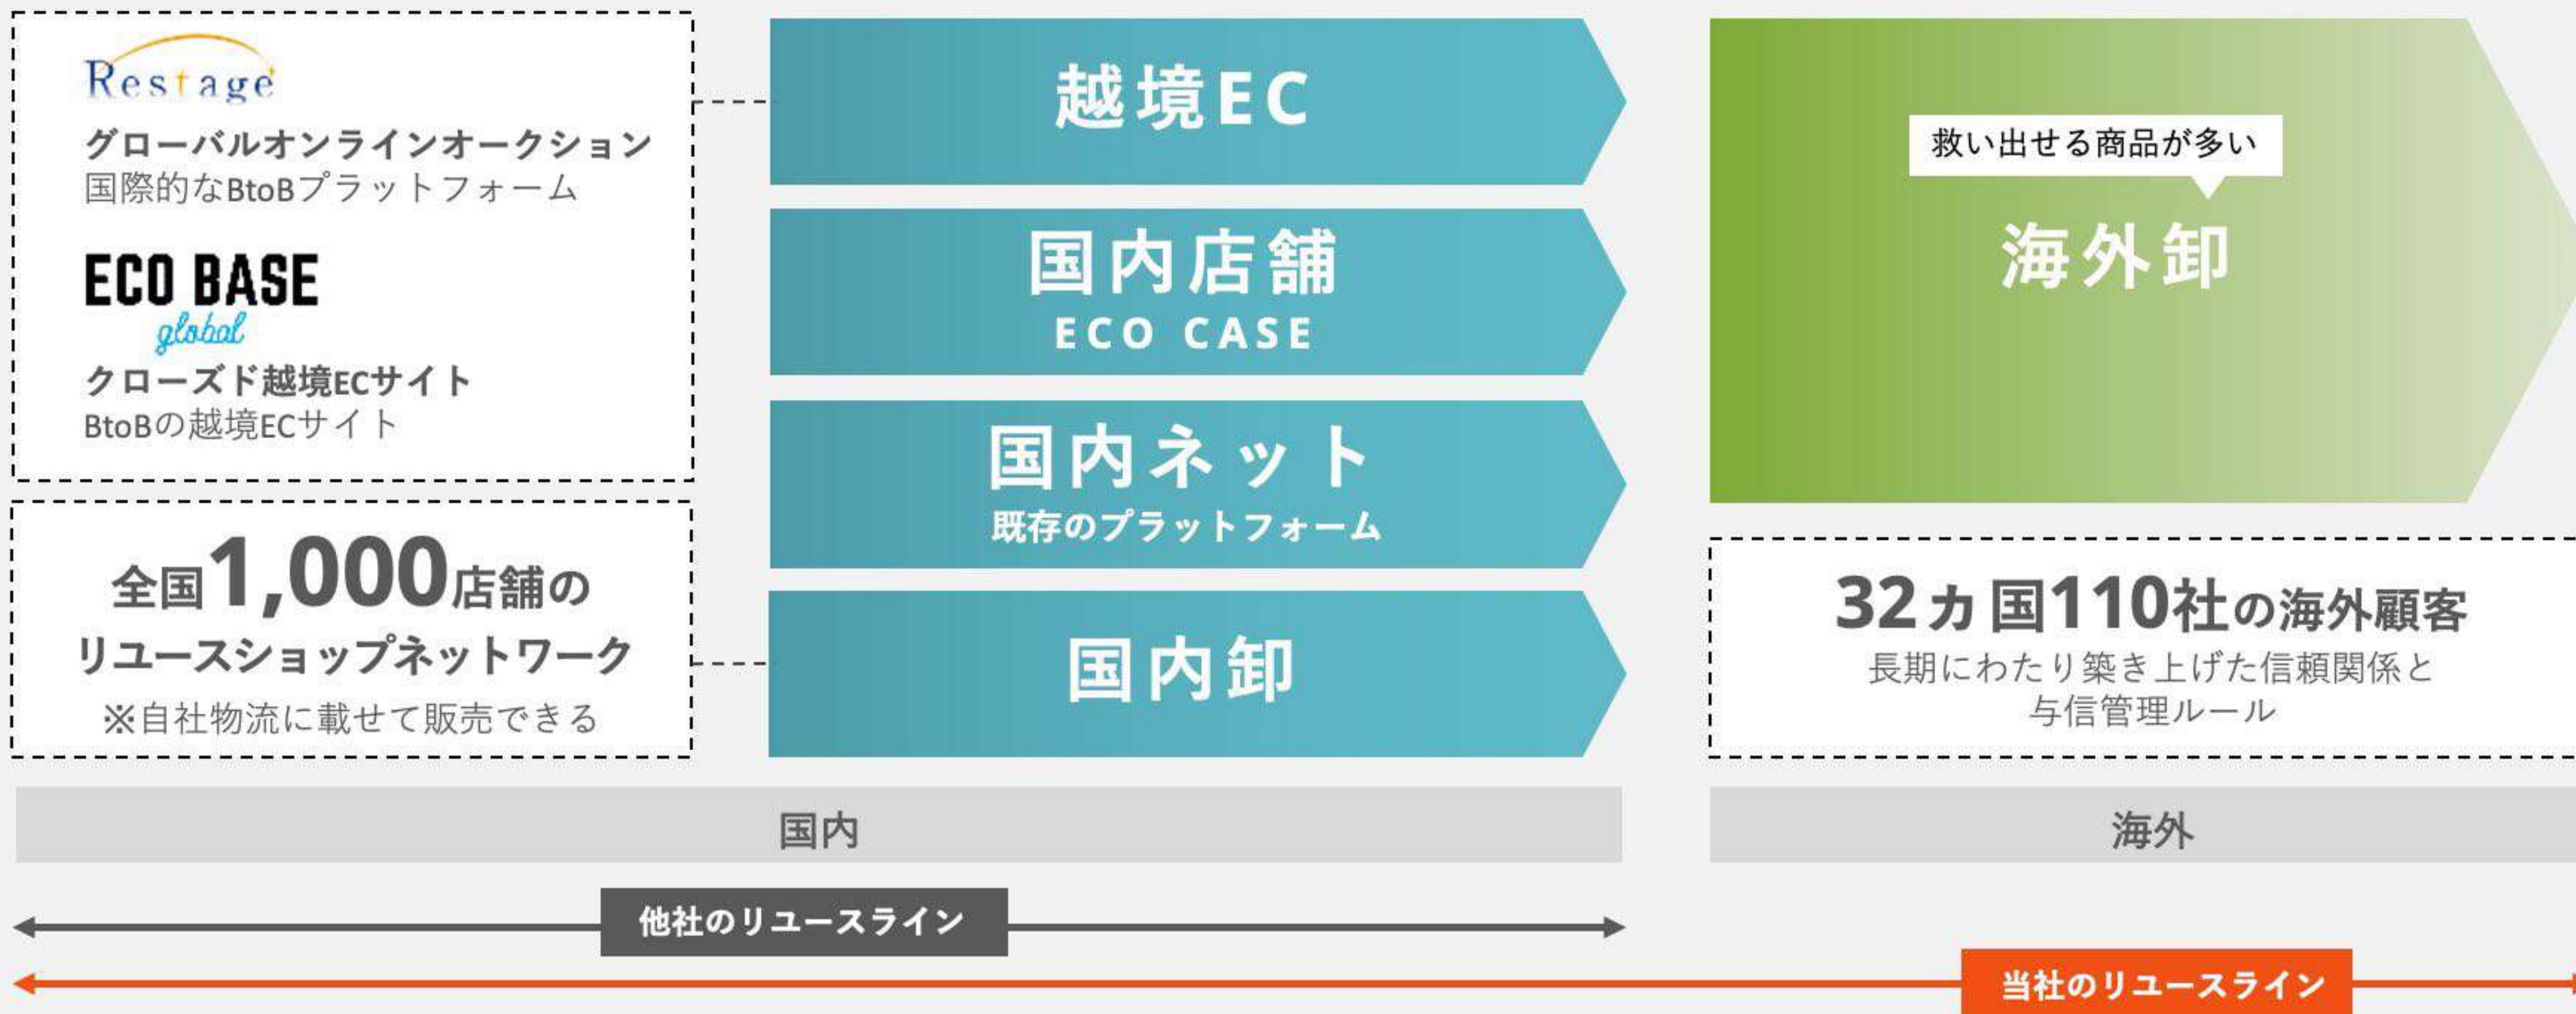 Restage
グローバルオンラインオークション
国際的なBtoBプラットフォーム
ECO BASE
global
クローズド越境ECサイト
BtoBの越境ECサイト
全国1,000店舗の
リユースショップネットワーク
※自社物流に載せて販売できる
越境EC
国内店舗
ECO CASE
国内ネット
既存のプラットフォーム
国内卸
救い出せる商品が多い
海外卸
32カ国110社の海外顧客
長期にわたり築き上げた信頼関係と
与信管理ルール
国内
海外
他社のリユースライン
当社のリユースライン